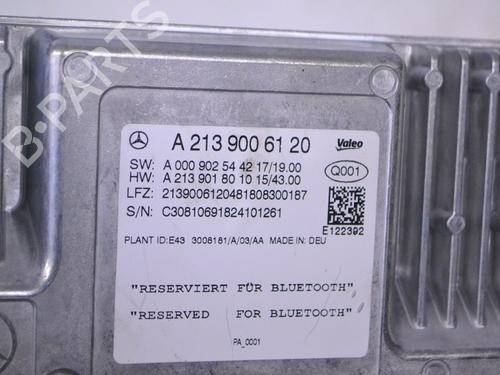 B-PARTS
A 213 900 61 20
Valeo
SW: A 000 902 54 42 17/19.00
HW: A 213 901 80 10 15/43.00
Q001
LFZ: 2139006120481808300187
S/N: C30810691824101261
E122392
PLANT ID:E43 3008181/A/03/AA MADE IN: DEU
"RESERVIERT FÜR BLUETOOTH"
"RESERVED FOR BLUETOOTH"
PA_0001